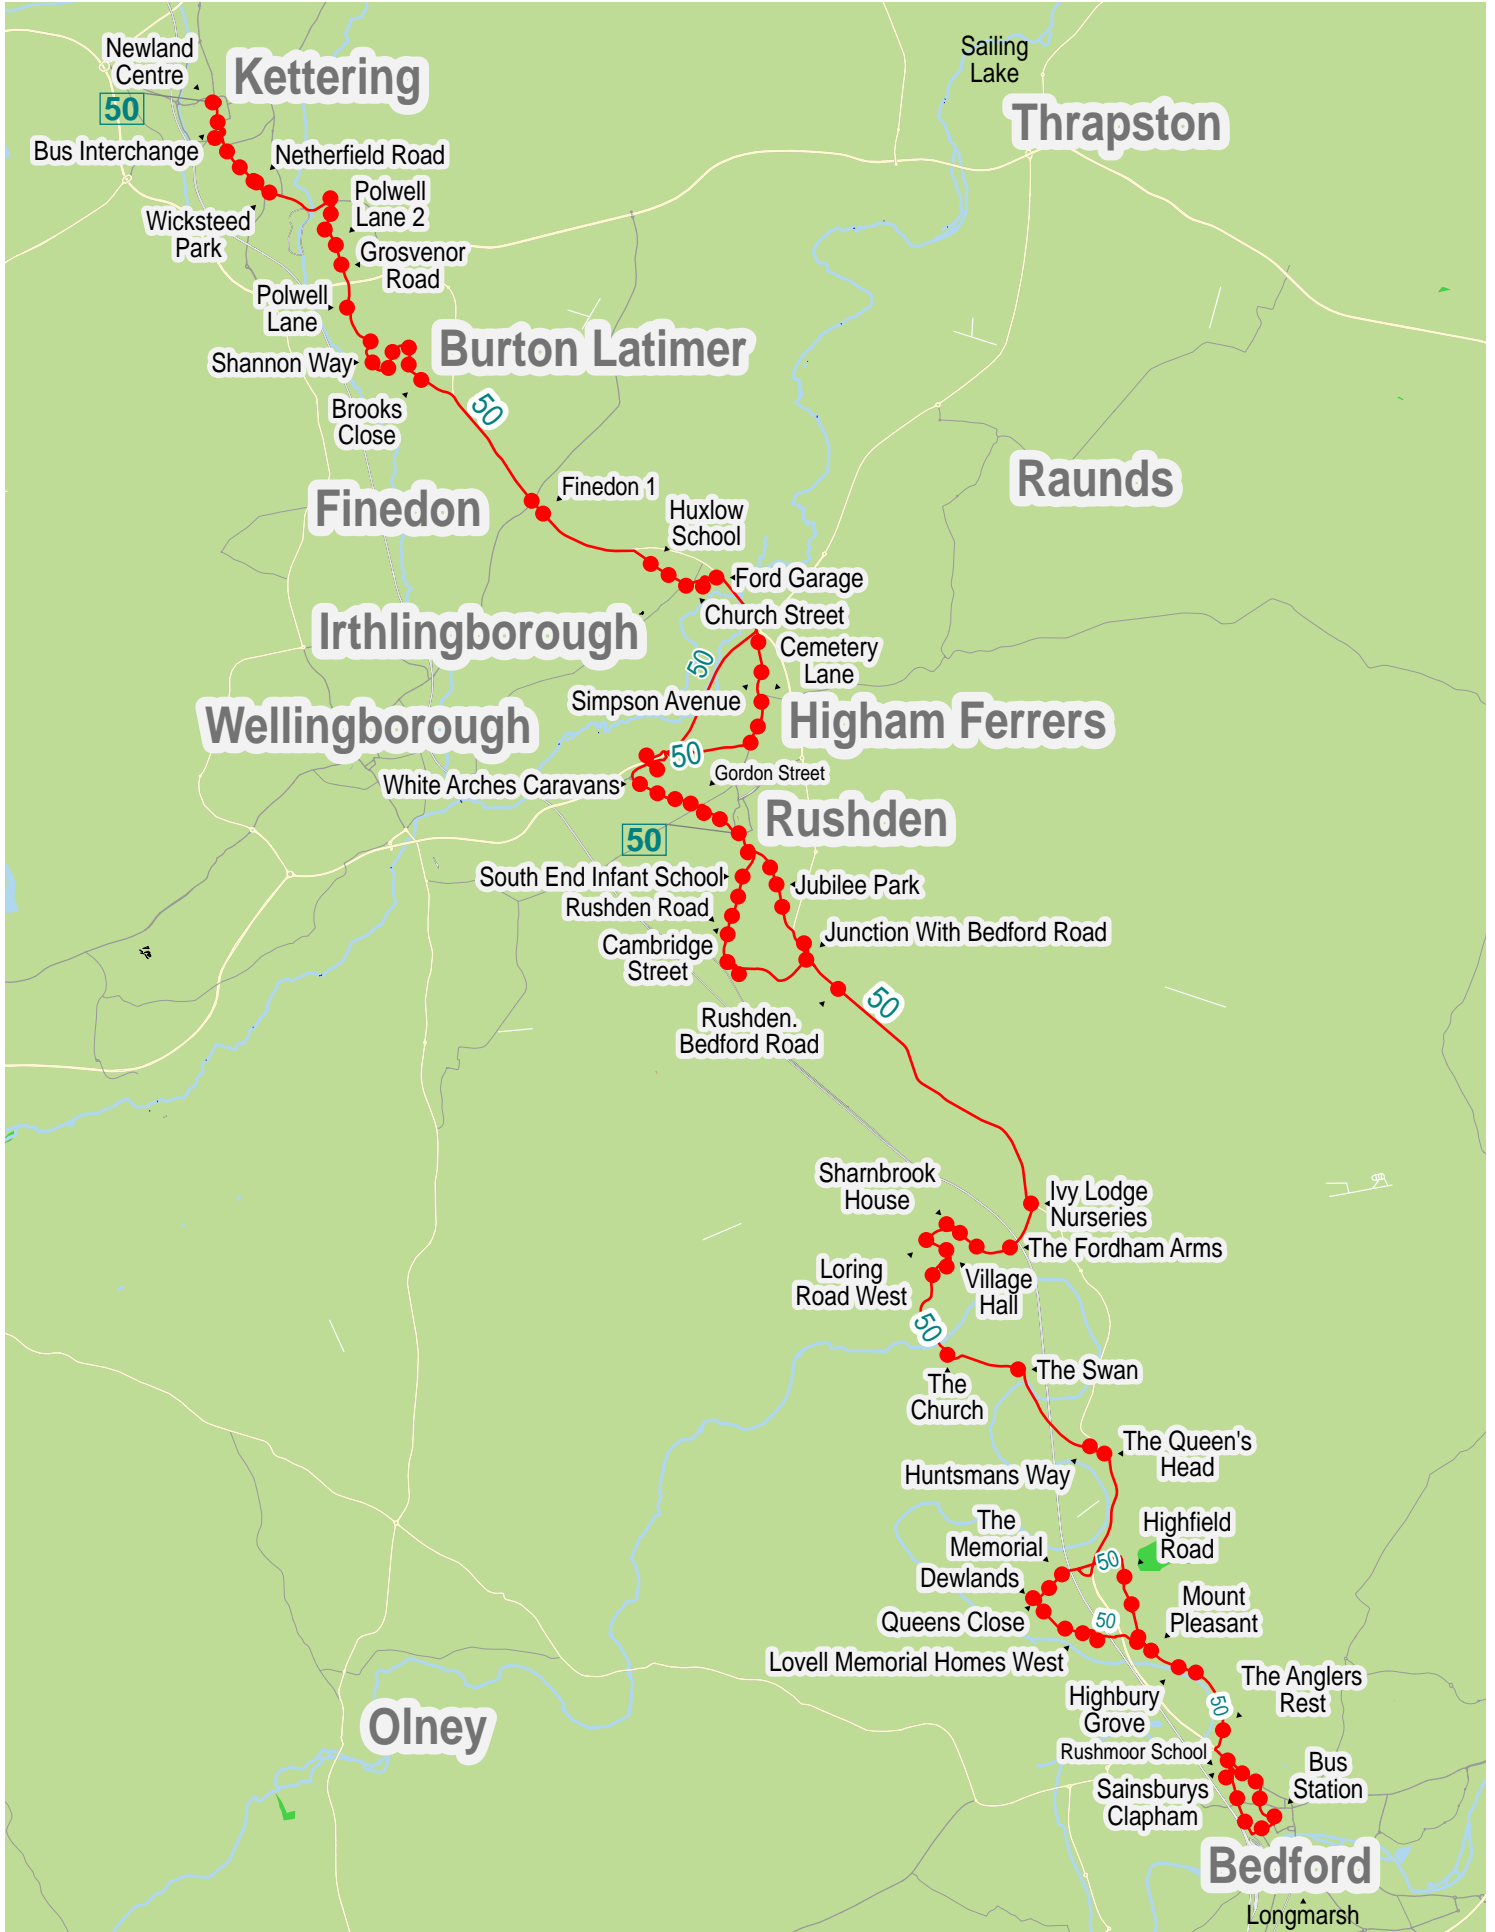 Newland
Centre
Kettering
50
Sailing
Lake
Thrapston
Bus Interchange
Netherfield Road
Polwell
Lane 2
Wicksteed
Park
Grosvenor
Road
Polwell
Lane
Shannon Way
Burton Latimer
Brooks
Close
50
Raunds
Finedon 1
Finedon
Huxlow
School
Ford Garage
Church Street
Irthlingborough
Cemetery
Lane
50
Simpson Avenue
Higham Ferrers
Wellingborough
50
Gordon Street
White Arches Caravans
Rushden
50
South End Infant School
Jubilee Park
Rushden Road
Junction With Bedford Road
Cambridge
Street
50
Rushden.
Bedford Road
Sharnbrook
House
Ivy Lodge
Nurseries
The Fordham Arms
Loring
Road West
Village
Hall
50
The Swan
The
Church
The Queen's
Head
Huntsmans Way
The
Memorial
Highfield
Road
50
Dewlands
Mount
Pleasant
Queens Close
50
Lovell Memorial Homes West
The Anglers
Rest
Highbury
Grove
50
Olney
Rushmoor School
Bus
Station
Sainsburys
Clapham
Bedford
Longmarsh